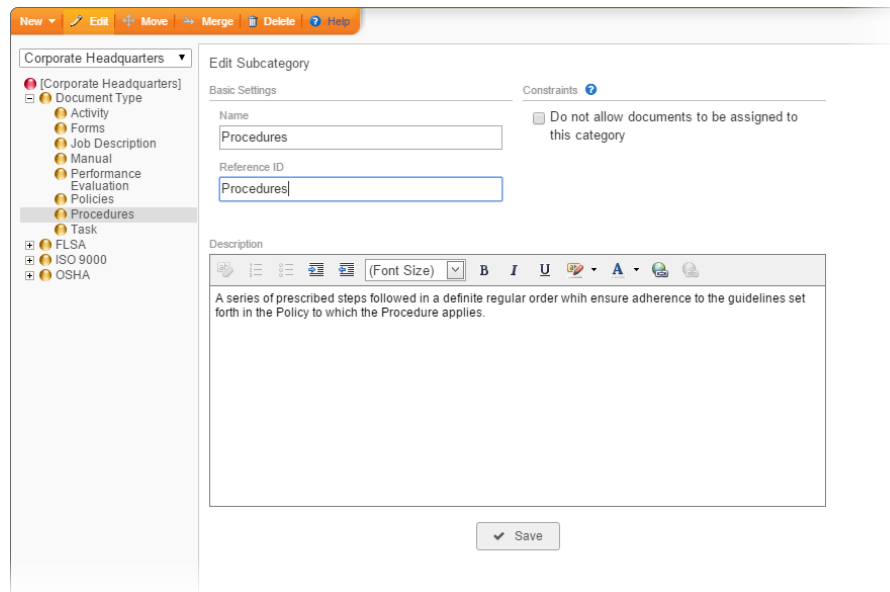 New Edit Move Merge Delete Help
Corporate Headquarters
[Corporate Headquarters]
Document Type
Activity
Forms
Job Description
Manual
Performance
Evaluation
Policies
Procedures
Task
FLSA
ISO 9000
OSHA
Edit Subcategory
Basic Settings
Name
Procedures
Reference ID
Procedures
Constraints ?
Do not allow documents to be assigned to
this category
Description
(Font Size) B I U A
A series of prescribed steps followed in a definite regular order whih ensure adherence to the guidelines set
forth in the Policy to which the Procedure applies.
Save